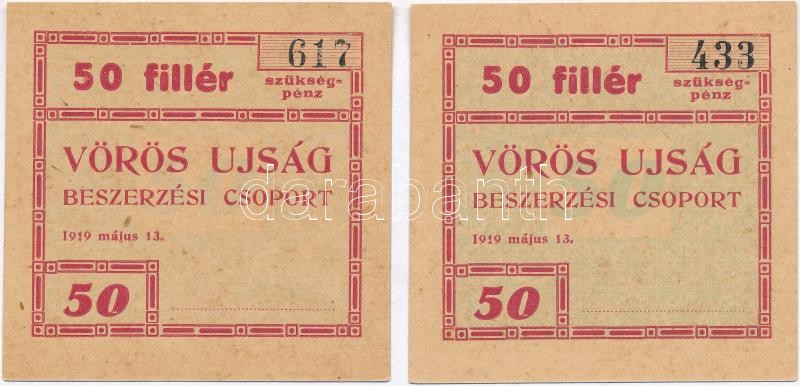 617
50 fillér
szükség-
pénz
VÖRÖS UJSÁG
BESZERZÉSI CSOPORT
1919 május 13.
50
433
50 fillér
szükség-
pénz
VÖRÖS UJSÁG
BESZERZÉSI CSOPORT
1919 május 13.
50
darabanth